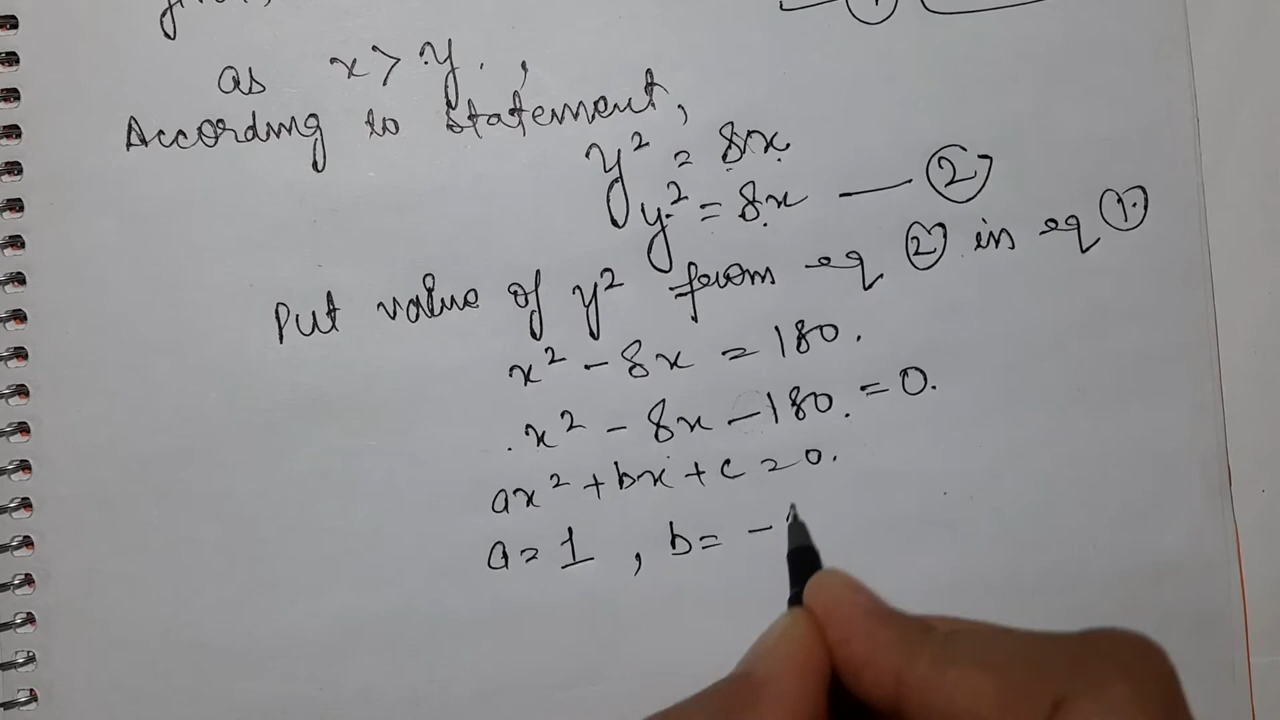 as x > y.,
According to statement,
y² = 8x
y² = 8x — ②
Put value of y² from eq ② in eq ①
x² - 8x = 180.
x² - 8x - 180. = 0.
ax² + bx + c = 0.
a = 1, b = -